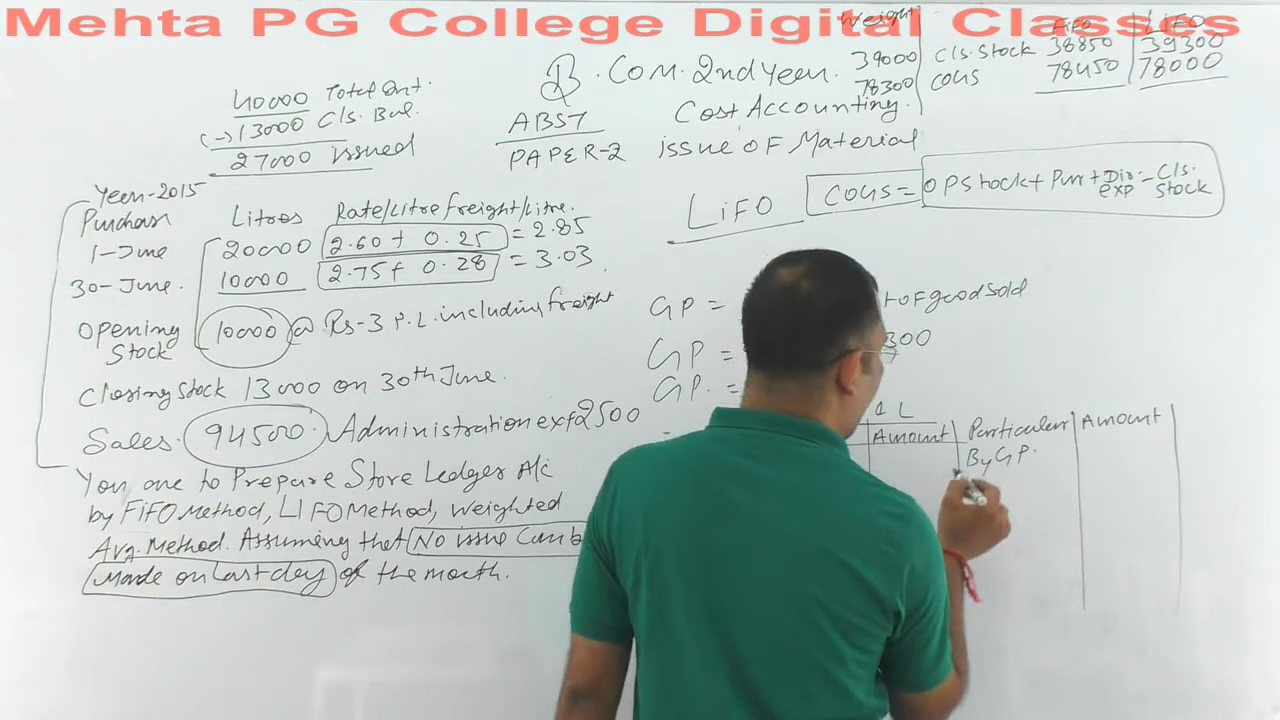 Mehta PG College Digital Classes
Weight FIFO LIFO
39000 Cls. Stock 38850 39300
78300 COGS 78450 78000
B. Com. 2nd Year.
Cost Accounting.
ABST
PAPER-2
issue of Material
40000 Total Qnt.
(-) 13000 Cls. Bal.
27000 issued
LiFO
COGS = OP Stock + Purr + Dir. exp - Cls. Stock
Year-2015
Purchase Litres Rate/Litre freight/Litre.
1-June 20000 2.60 + 0.25 = 2.85
30-June. 10000 2.75 + 0.28 = 3.03
Opening Stock 10000 @ Rs-3 P.L. including freight
Closing Stock 13000 on 30th June.
Sales. 94500. Administration exp 2500
You are to Prepare Store Ledger A/c
by FiFO Method, LIFO Method, Weighted
Avg. Method. Assuming that No issue Can b
Made on last day of the month.
GP = t of good Sold
GP = 300
GP. =
L
Amount Particular Amount
By GP.